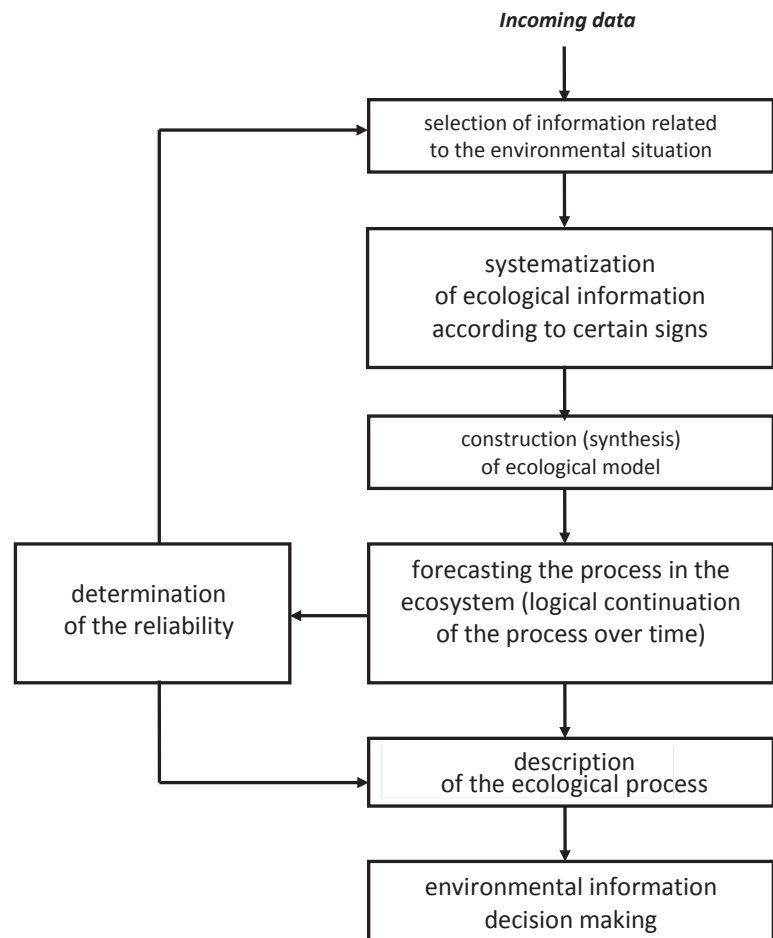 Incoming data
selection of information related
to the environmental situation
systematization
of ecological information
according to certain signs
construction (synthesis)
of ecological model
determination
of the reliability
forecasting the process in the
ecosystem (logical continuation
of the process over time)
description
of the ecological process
environmental information
decision making